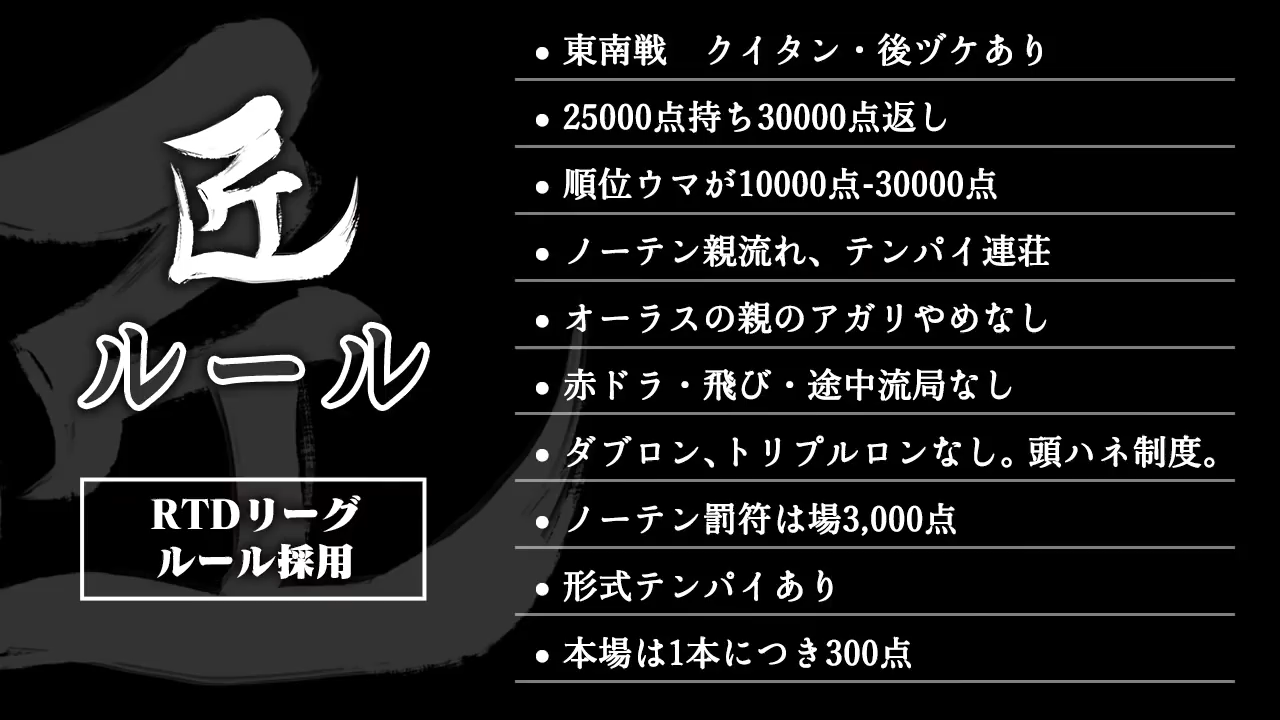 匠
ルール
RTDリーグ
ルール採用
• 東南戦　クイタン・後ヅケあり
• 25000点持ち30000点返し
• 順位ウマが10000点-30000点
• ノーテン親流れ、テンパイ連荘
• オーラスの親のアガリやめなし
• 赤ドラ・飛び・途中流局なし
• ダブロン、トリプルロンなし。頭ハネ制度。
• ノーテン罰符は場3,000点
• 形式テンパイあり
• 本場は1本につき300点